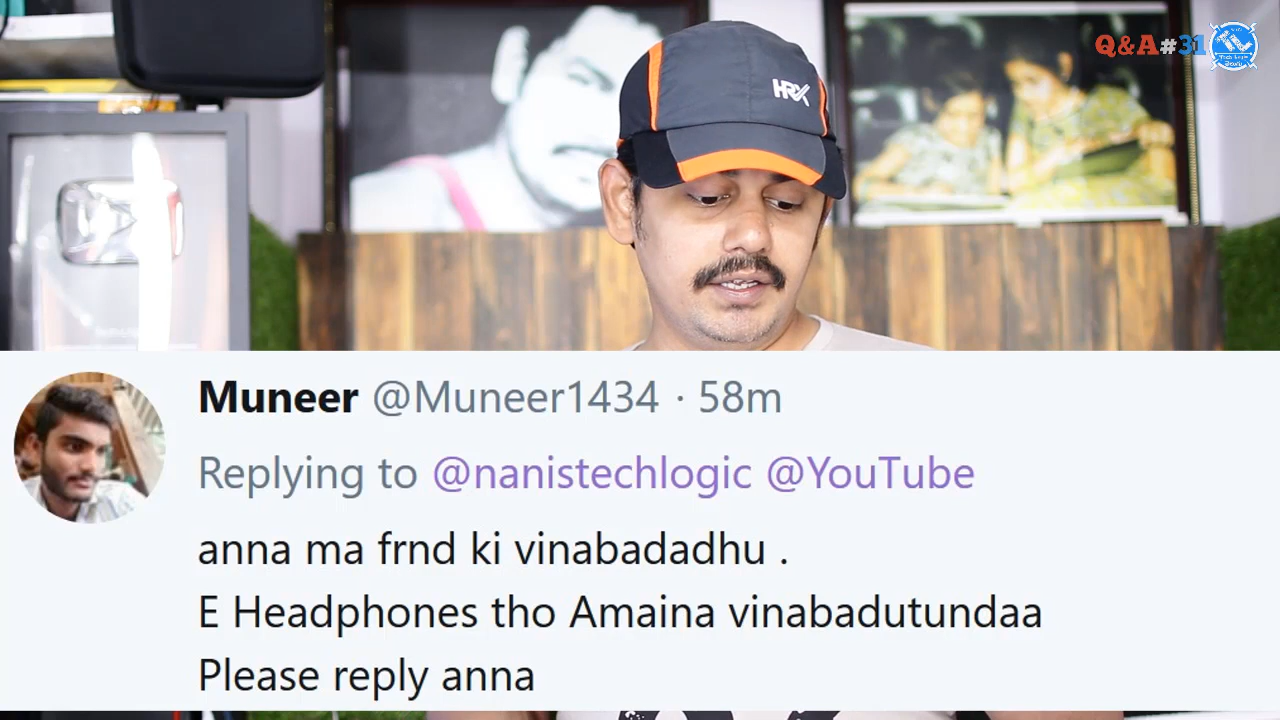 Q&A#31
HRX
Muneer @Muneer1434 · 58m
Replying to @nanistechlogic @YouTube
anna ma frnd ki vinabadadhu .
E Headphones tho Amaina vinabadutundaa
Please reply anna